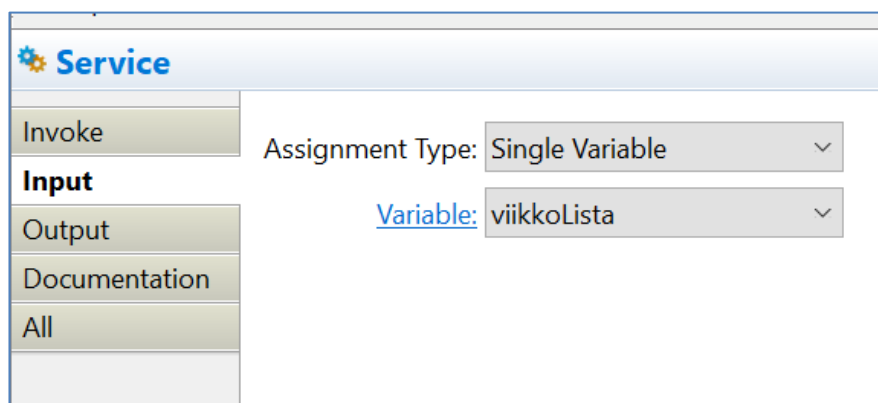 Service
Invoke
Input
Output
Documentation
All
Assignment Type: Single Variable
Variable: viikkoLista